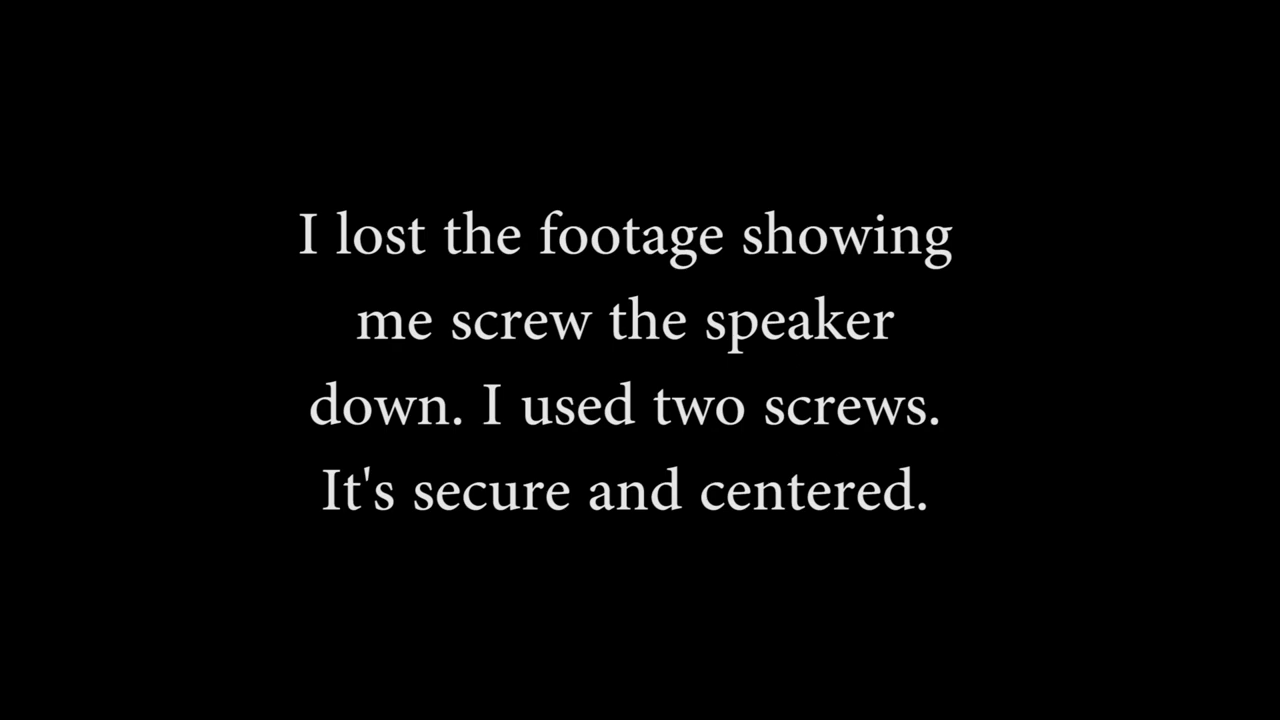 I lost the footage showing
me screw the speaker
down. I used two screws.
It's secure and centered.